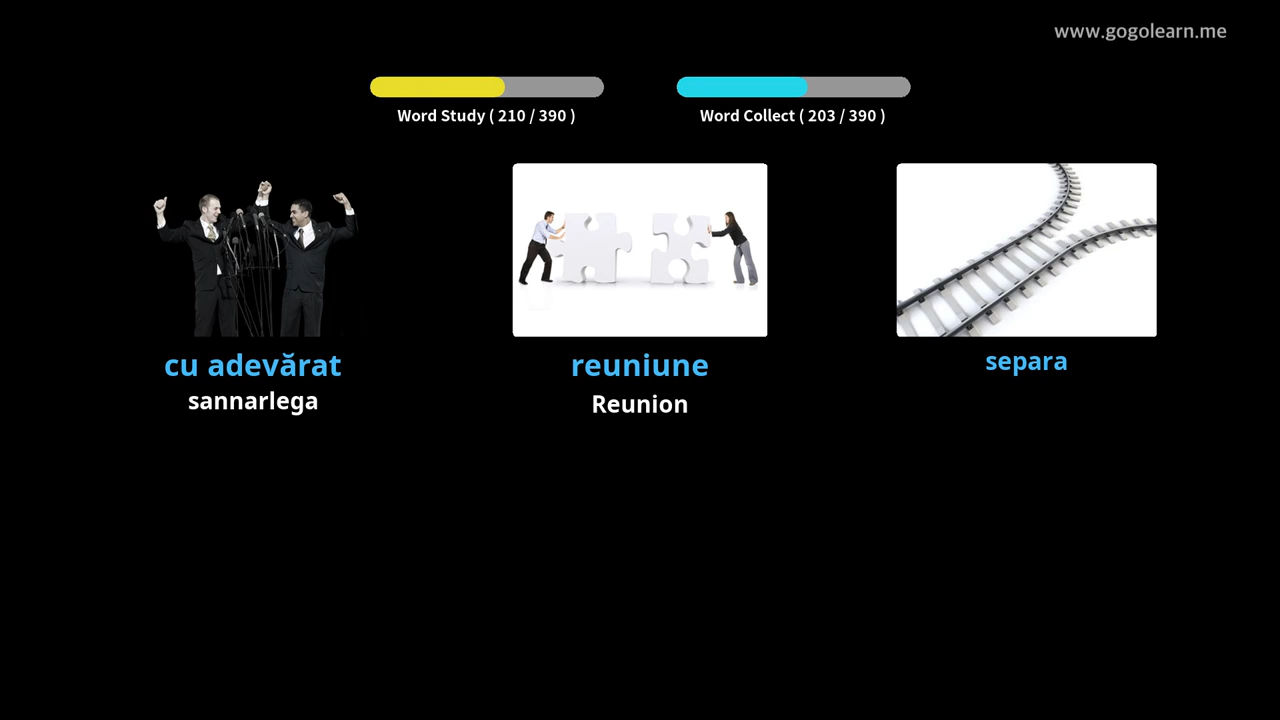 www.gogolearn.me
Word Study ( 210 / 390 )
Word Collect ( 203 / 390 )
cu adevărat
sannarlega
reuniune
Reunion
separa